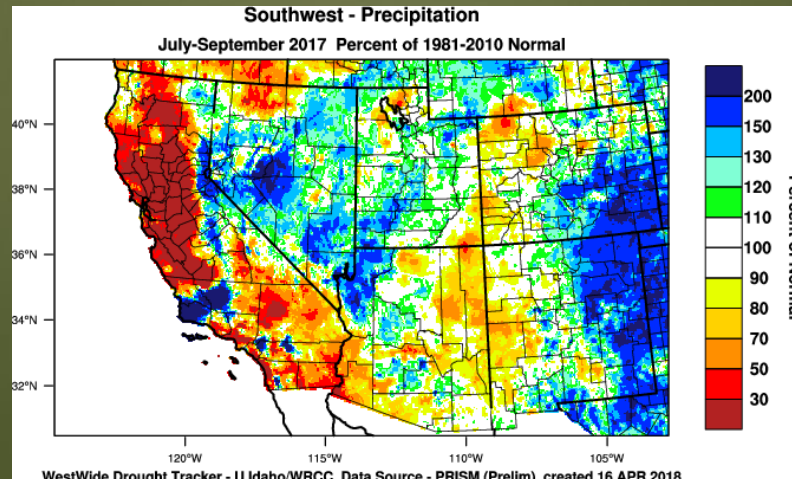 Southwest - Precipitation
July-September 2017 Percent of 1981-2010 Normal
40°N
38°N
36°N
34°N
32°N
120°W
115°W
110°W
105°W
200
150
130
120
110
100
90
80
70
50
30
WestWide Drought Tracker - U Idaho/WRCC Data Source - PRISM (Prelim), created 16 APR 2018